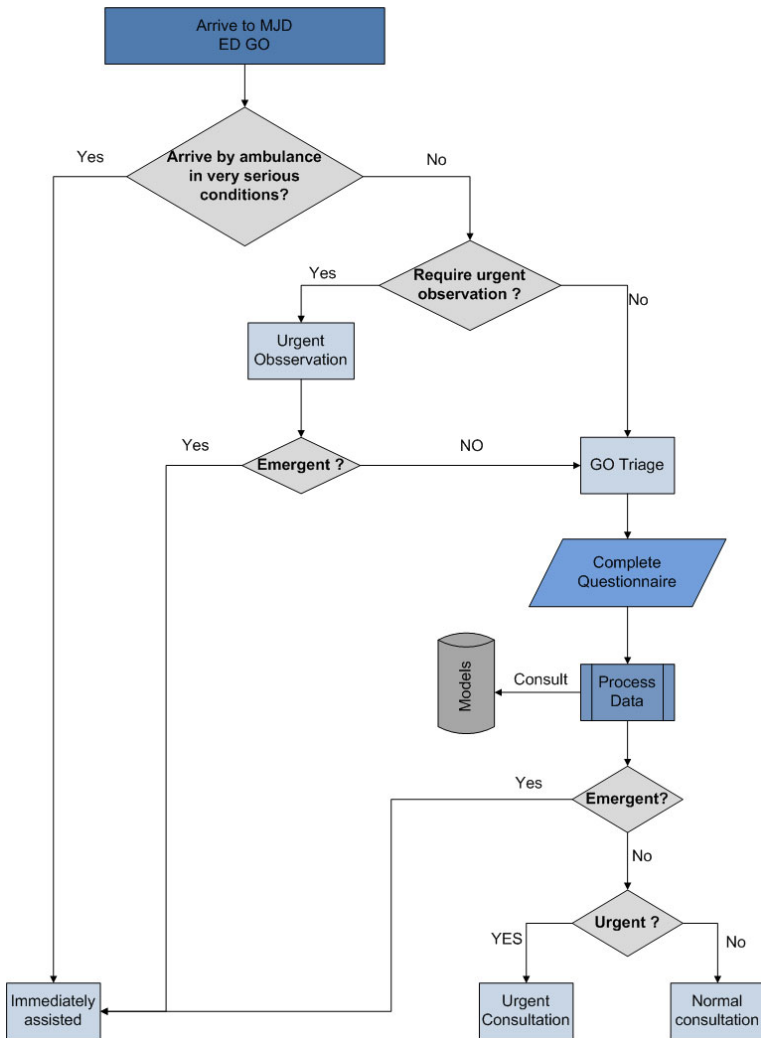 Arrive to MJD
ED GO
Yes
Arrive by ambulance
in very serious
conditions?
No
Yes
Require urgent
observation ?
No
Urgent
Obsservation
Yes
Emergent ?
NO
GO Triage
Complete
Questionnaire
Models
Consult
Process
Data
Yes
Emergent?
No
YES
Urgent ?
No
Immediately
assisted
Urgent
Consultation
Normal
consultation